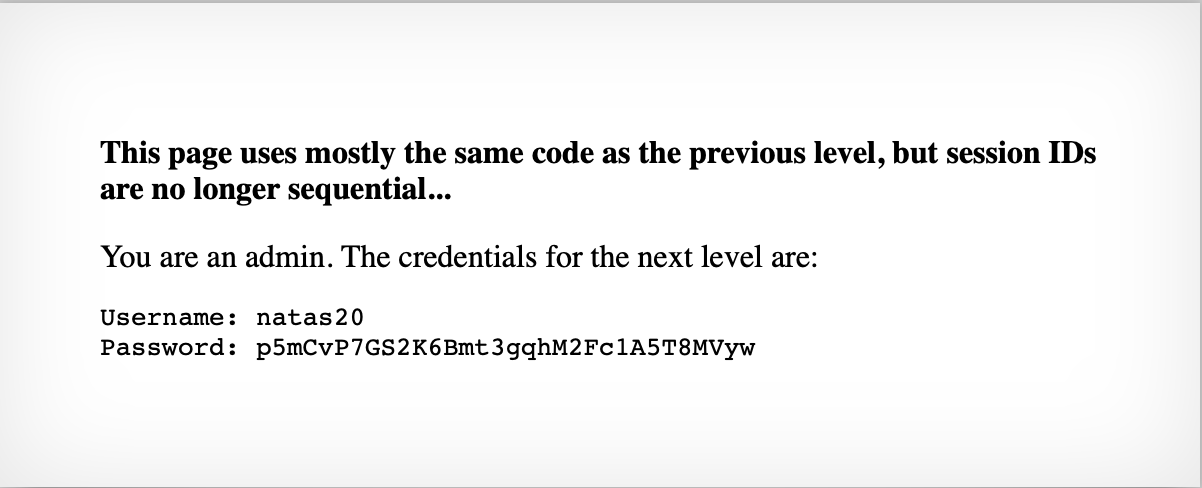 This page uses mostly the same code as the previous level, but session IDs
are no longer sequential...
You are an admin. The credentials for the next level are:
Username: natas20
Password: p5mCvP7GS2K6Bmt3gqhM2Fc1A5T8MVyw